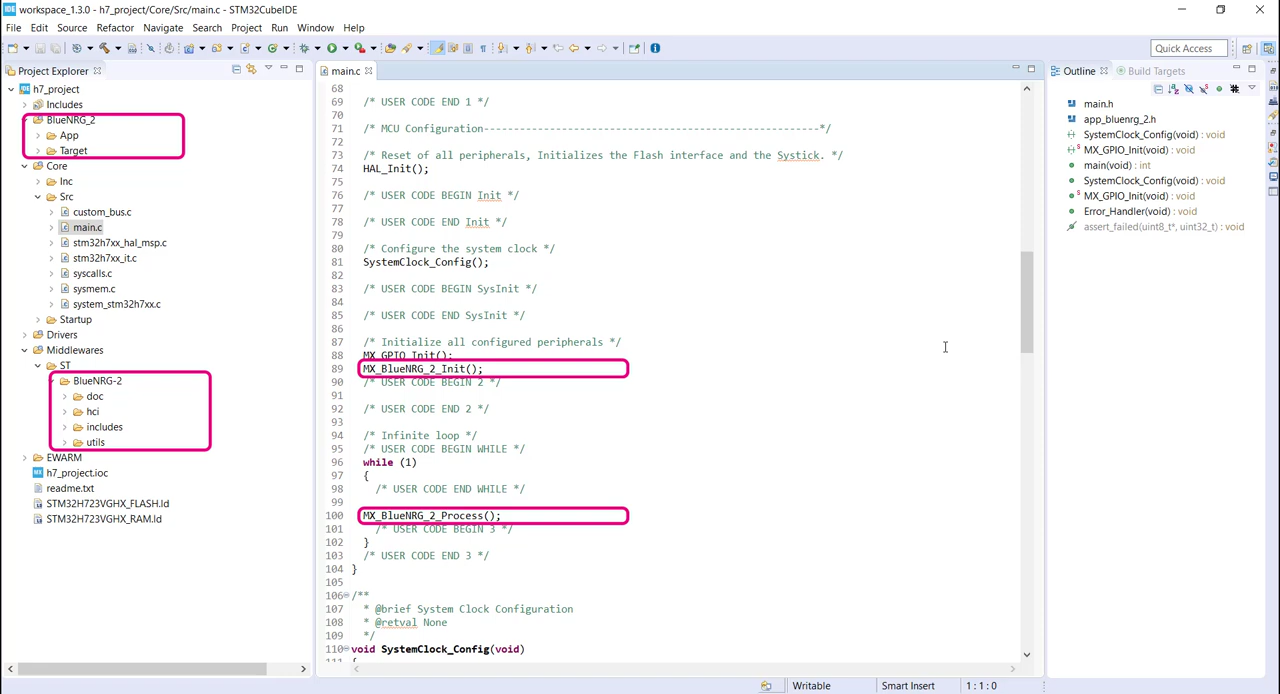 workspace_1.3.0 - h7_project/Core/Src/main.c - STM32CubeIDE
File Edit Source Refactor Navigate Search Project Run Window Help
Quick Access
Project Explorer
h7_project
Includes
BlueNRG_2
App
Target
Core
Inc
Src
custom_bus.c
main.c
stm32h7xx_hal_msp.c
stm32h7xx_it.c
syscalls.c
sysmem.c
system_stm32h7xx.c
Startup
Drivers
Middlewares
ST
BlueNRG-2
doc
hci
includes
utils
EWARM
h7_project.ioc
readme.txt
STM32H723VGHX_FLASH.ld
STM32H723VGHX_RAM.ld
main.c
68
69 /* USER CODE END 1 */
70
71 /* MCU Configuration--------------------------------------------------------*/
72
73 /* Reset of all peripherals, Initializes the Flash interface and the Systick. */
74 HAL_Init();
75
76 /* USER CODE BEGIN Init */
77
78 /* USER CODE END Init */
79
80 /* Configure the system clock */
81 SystemClock_Config();
82
83 /* USER CODE BEGIN SysInit */
84
85 /* USER CODE END SysInit */
86
87 /* Initialize all configured peripherals */
88 MX_GPIO_Init();
89 MX_BlueNRG_2_Init();
90 /* USER CODE BEGIN 2 */
91
92 /* USER CODE END 2 */
93
94 /* Infinite loop */
95 /* USER CODE BEGIN WHILE */
96 while (1)
97 {
98 /* USER CODE END WHILE */
99
100 MX_BlueNRG_2_Process();
101 /* USER CODE BEGIN 3 */
102 }
103 /* USER CODE END 3 */
104 }
105
106 /**
107 * @brief System Clock Configuration
108 * @retval None
109 */
110 void SystemClock_Config(void)
111 {
Outline
Build Targets
main.h
app_bluenrg_2.h
SystemClock_Config(void) : void
MX_GPIO_Init(void) : void
main(void) : int
SystemClock_Config(void) : void
MX_GPIO_Init(void) : void
Error_Handler(void) : void
assert_failed(uint8_t*, uint32_t) : void
Writable
Smart Insert
1 : 1 : 0